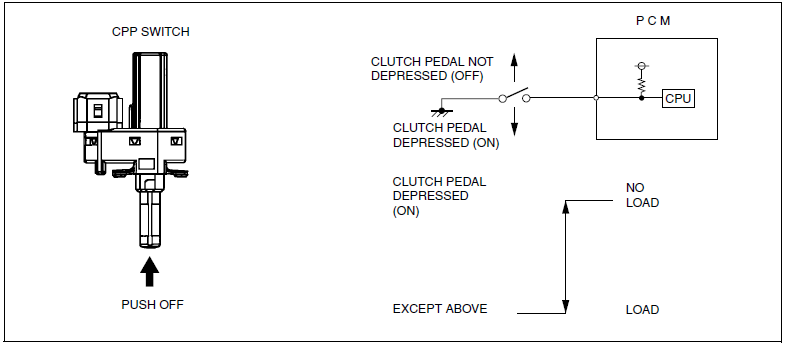 CPP SWITCH
PUSH OFF
P C M
CLUTCH PEDAL NOT
DEPRESSED (OFF)
CPU
CLUTCH PEDAL
DEPRESSED (ON)
CLUTCH PEDAL
DEPRESSED
(ON)
NO
LOAD
EXCEPT ABOVE
LOAD